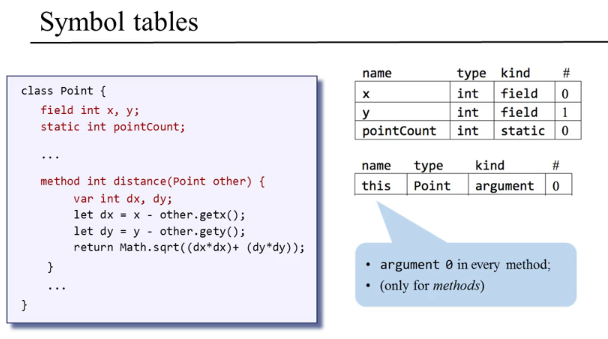 Symbol tables
class Point {
field int x, y;
static int pointCount;
...
method int distance(Point other) {
var int dx, dy;
let dx = x - other.getx();
let dy = y - other.gety();
return Math.sqrt((dx*dx)+ (dy*dy));
}
...
}
name type kind #
x int field 0
y int field 1
pointCount int static 0
name type kind #
this Point argument 0
• argument 0 in every method;
• (only for methods)